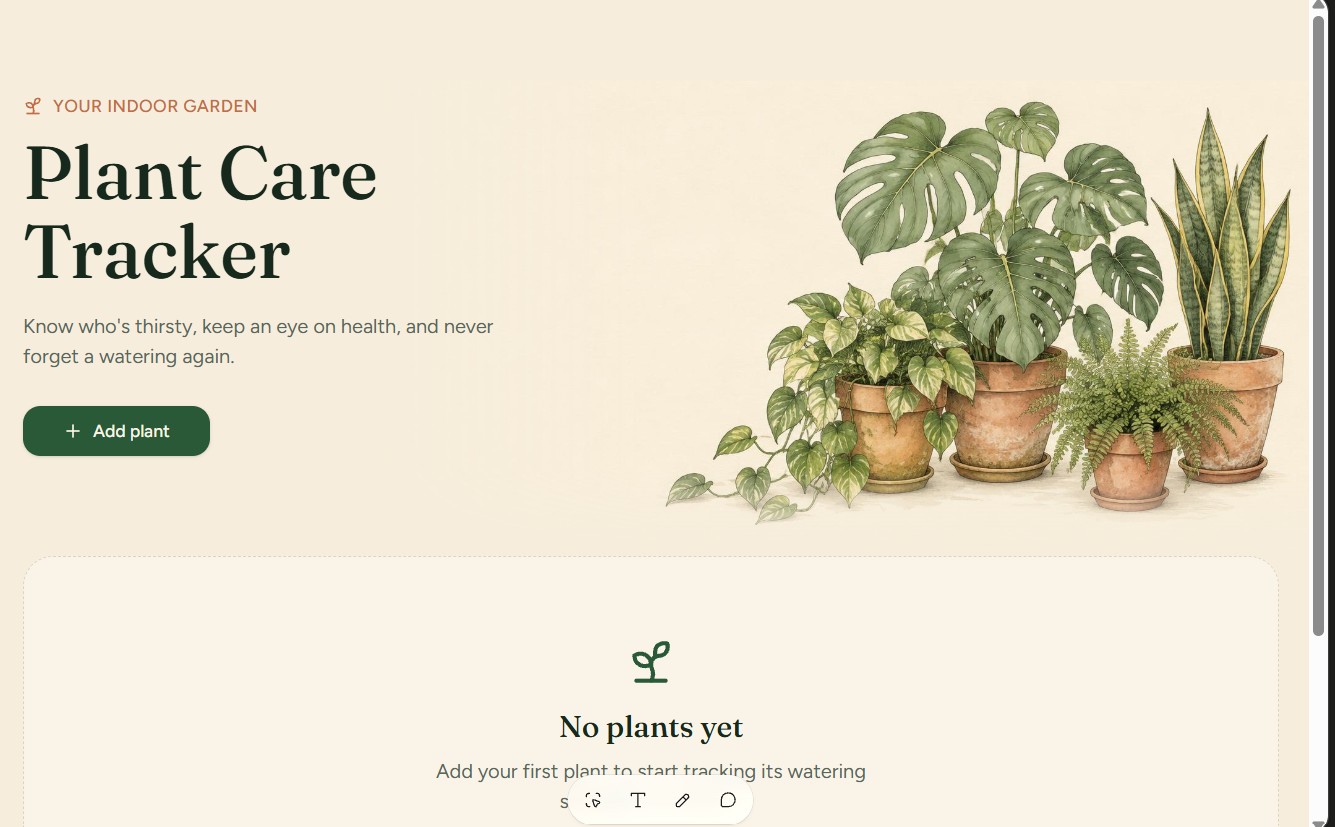 YOUR INDOOR GARDEN
Plant Care
Tracker
Know who's thirsty, keep an eye on health, and never
forget a watering again.
Add plant
No plants yet
Add your first plant to start tracking its watering